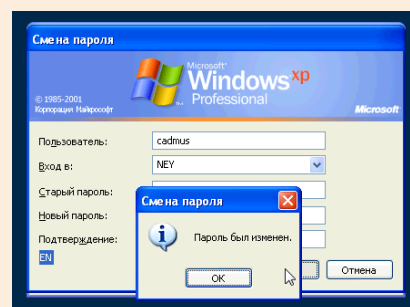 Смена пароля
Microsoft
Windows xp
Professional
© 1985-2001
Корпорация Майкрософт
Microsoft
Пользователь:
cadmus
Вход в:
NEY
Старый пароль:
Новый пароль:
Подтверждение:
EN
Смена пароля
Пароль был изменен.
OK
Отмена